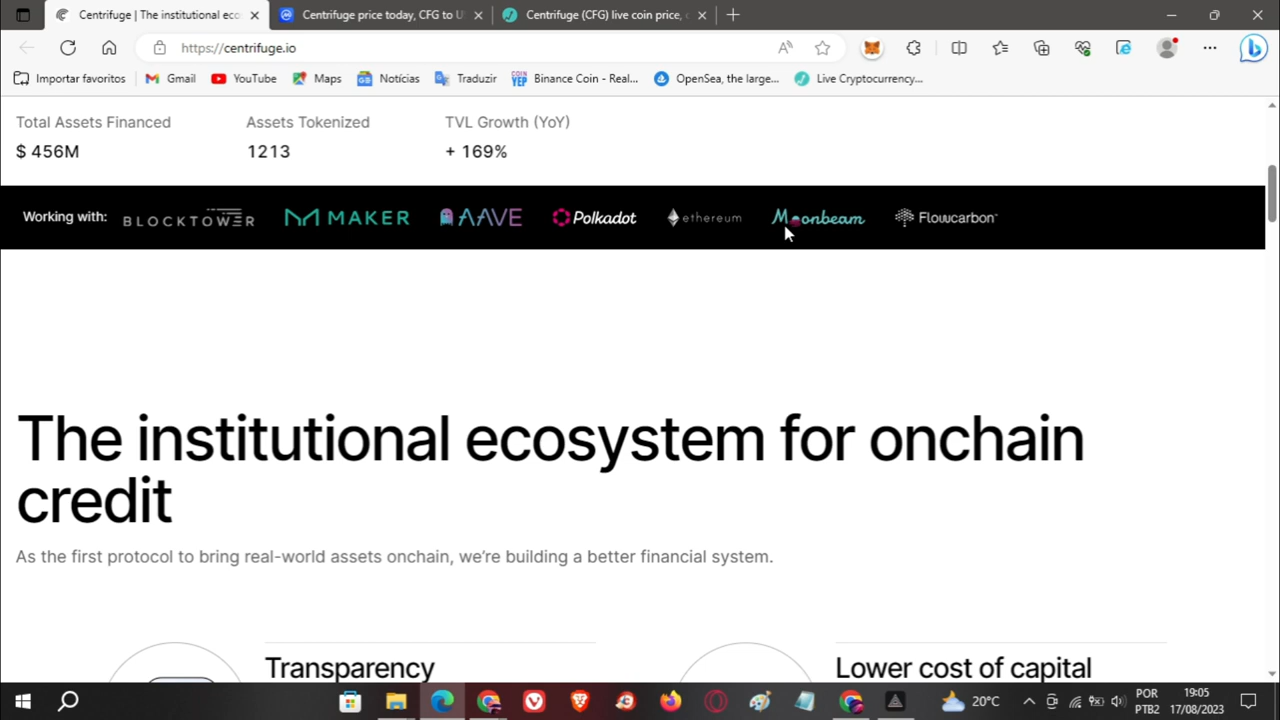 Centrifuge | The institutional eco
Centrifuge price today, CFG to U
Centrifuge (CFG) live coin price,
https://centrifuge.io
Importar favoritos
Gmail
YouTube
Maps
Notícias
Traduzir
Binance Coin - Real...
OpenSea, the large...
Live Cryptocurrency...
Total Assets Financed
Assets Tokenized
TVL Growth (YoY)
$ 456M
1213
+ 169%
Working with:
BLOCKTOWER
MAKER
AAVE
Polkadot
ethereum
Moonbeam
Flowcarbon
The institutional ecosystem for onchain
credit
As the first protocol to bring real-world assets onchain, we're building a better financial system.
Transparency
Lower cost of capital
20°C
POR
PTB2
19:05
17/08/2023